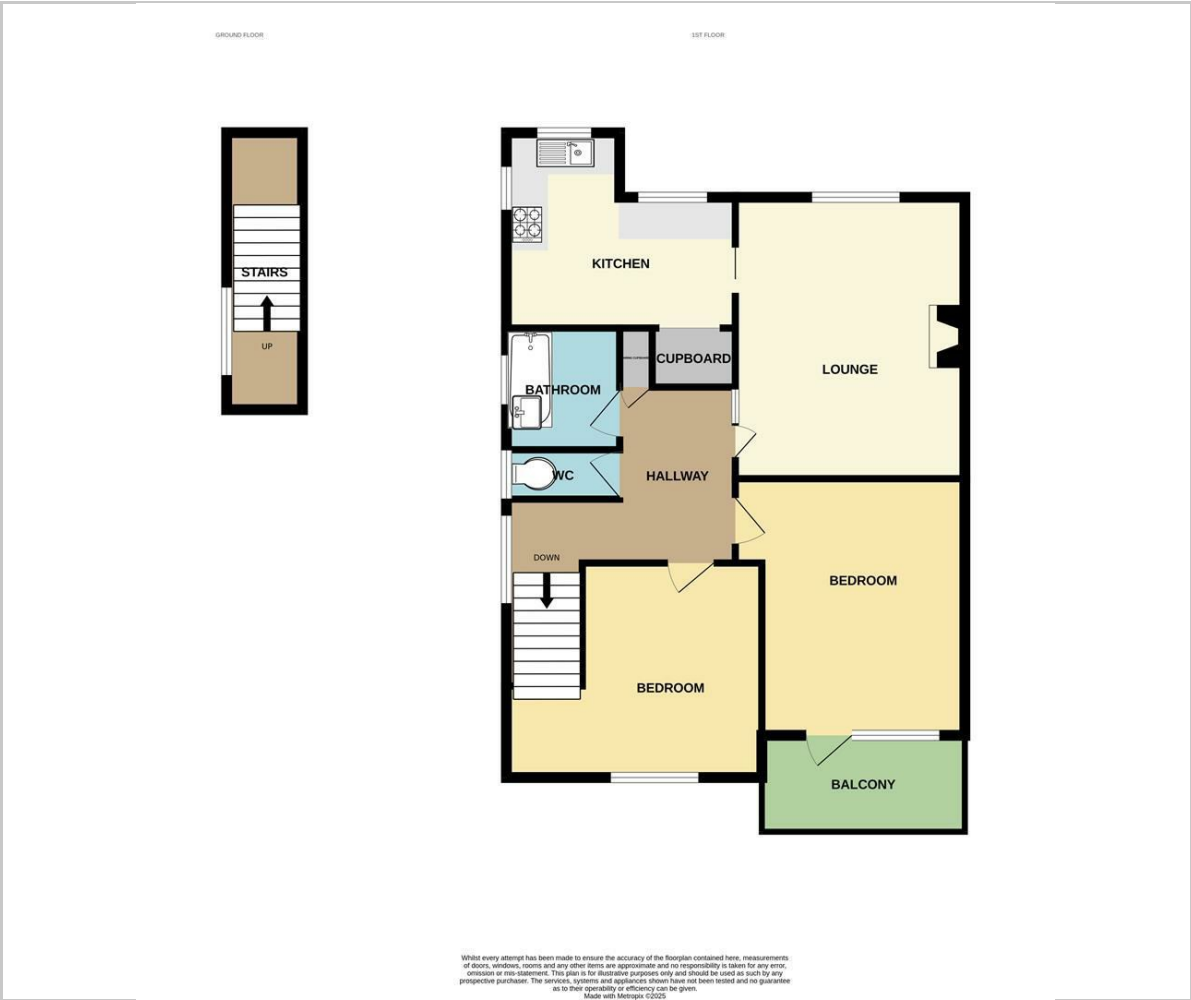 GROUND FLOOR
1ST FLOOR
STAIRS
UP
KITCHEN
CUPBOARD
BATHROOM
LOUNGE
WC
HALLWAY
DOWN
BEDROOM
BEDROOM
BALCONY
Whilst every attempt has been made to ensure the accuracy of the floorplan contained here, measurements
of doors, windows, rooms and any other items are approximate and no responsibility is taken for any error,
omission or mis-statement. This plan is for illustrative purposes only and should be used as such by any
prospective purchaser. The services, systems and appliances shown have not been tested and no guarantee
as to their operability or efficiency can be given.
Made with Metropix ©2025